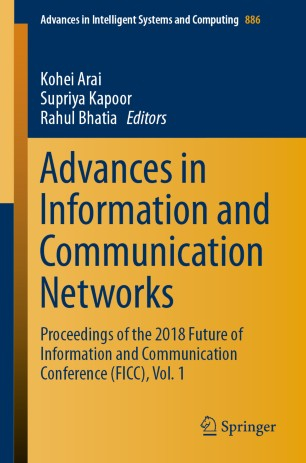 Advances in Intelligent Systems and Computing 886
Kohei Arai
Supriya Kapoor
Rahul Bhatia Editors
Advances in
Information and
Communication
Networks
Proceedings of the 2018 Future of
Information and Communication
Conference (FICC), Vol. 1
Springer